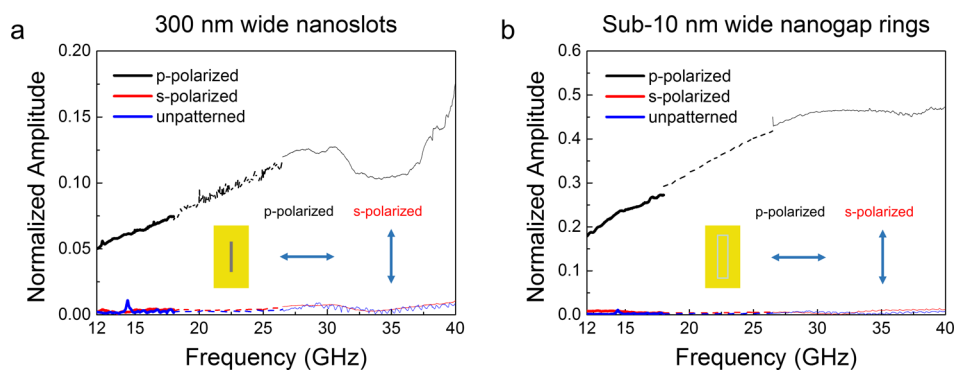 a
300 nm wide nanoslots
Normalized Amplitude
0.20
0.15
0.10
0.05
0.00
p-polarized
s-polarized
unpatterned
p-polarized s-polarized
12 15 20 25 30 35 40
Frequency (GHz)
b
Sub-10 nm wide nanogap rings
Normalized Amplitude
0.6
0.5
0.4
0.3
0.2
0.1
0.0
p-polarized
s-polarized
unpatterned
p-polarized s-polarized
12 15 20 25 30 35 40
Frequency (GHz)